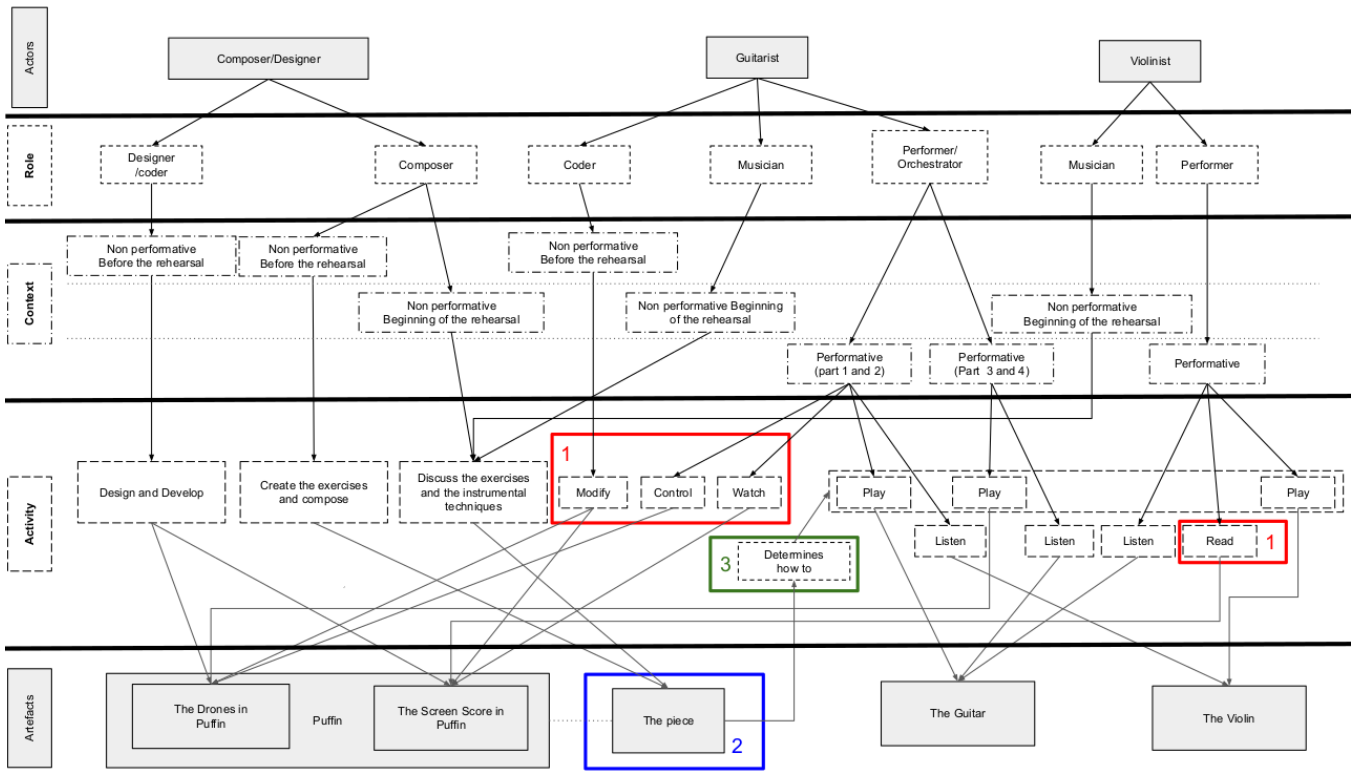 Actors
Composer/Designer
Guitarist
Violinist
Role
Designer
/coder
Composer
Coder
Musician
Performer/
Orchestrator
Musician
Performer
Context
Non performative
Before the rehearsal
Non performative
Before the rehearsal
Non performative
Before the rehearsal
Non performative
Beginning of the rehearsal
Non performative Beginning
of the rehearsal
Non performative
Beginning of the rehearsal
Performative
(part 1 and 2)
Performative
(Part 3 and 4)
Performative
Activity
Design and Develop
Create the exercises
and compose
Discuss the exercises
and the instrumental
techniques
1
Modify
Control
Watch
Play
Play
Play
Listen
Listen
Listen
Read
1
3
Determines
how to
Artefacts
The Drones in
Puffin
Puffin
The Screen Score in
Puffin
The piece
2
The Guitar
The Violin